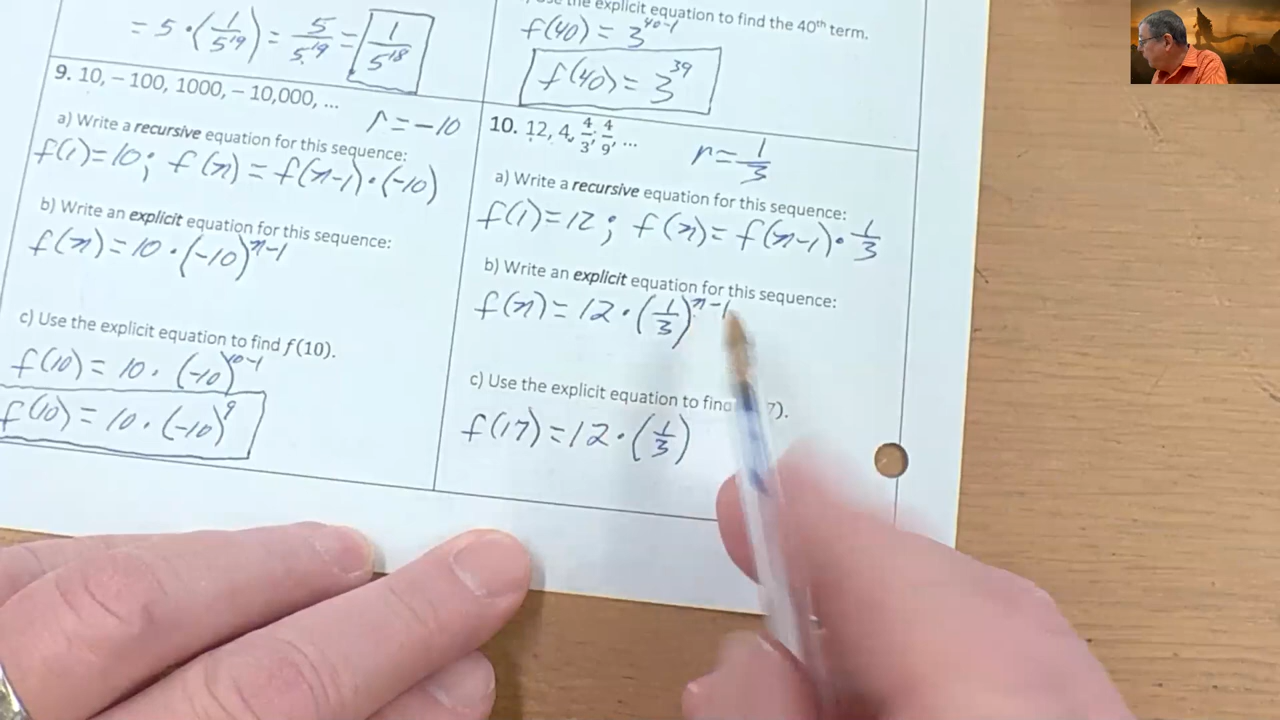 = 5 · (1/5^19) = 5/5^19 = 1/5^18
the explicit equation to find the 40th term.
f(40) = 3^40-1
f(40) = 3^39
9. 10, – 100, 1000, – 10,000, ...
r = -10
a) Write a recursive equation for this sequence:
f(1) = 10; f(n) = f(n-1) · (-10)
b) Write an explicit equation for this sequence:
f(n) = 10 · (-10)^n-1
c) Use the explicit equation to find f(10).
f(10) = 10 · (-10)^10-1
f(10) = 10 · (-10)^9
10. 12, 4, 4/3, 4/9, ...
r = 1/3
a) Write a recursive equation for this sequence:
f(1) = 12; f(n) = f(n-1) · 1/3
b) Write an explicit equation for this sequence:
f(n) = 12 · (1/3)^n-1
c) Use the explicit equation to find 7).
f(17) = 12 · (1/3)